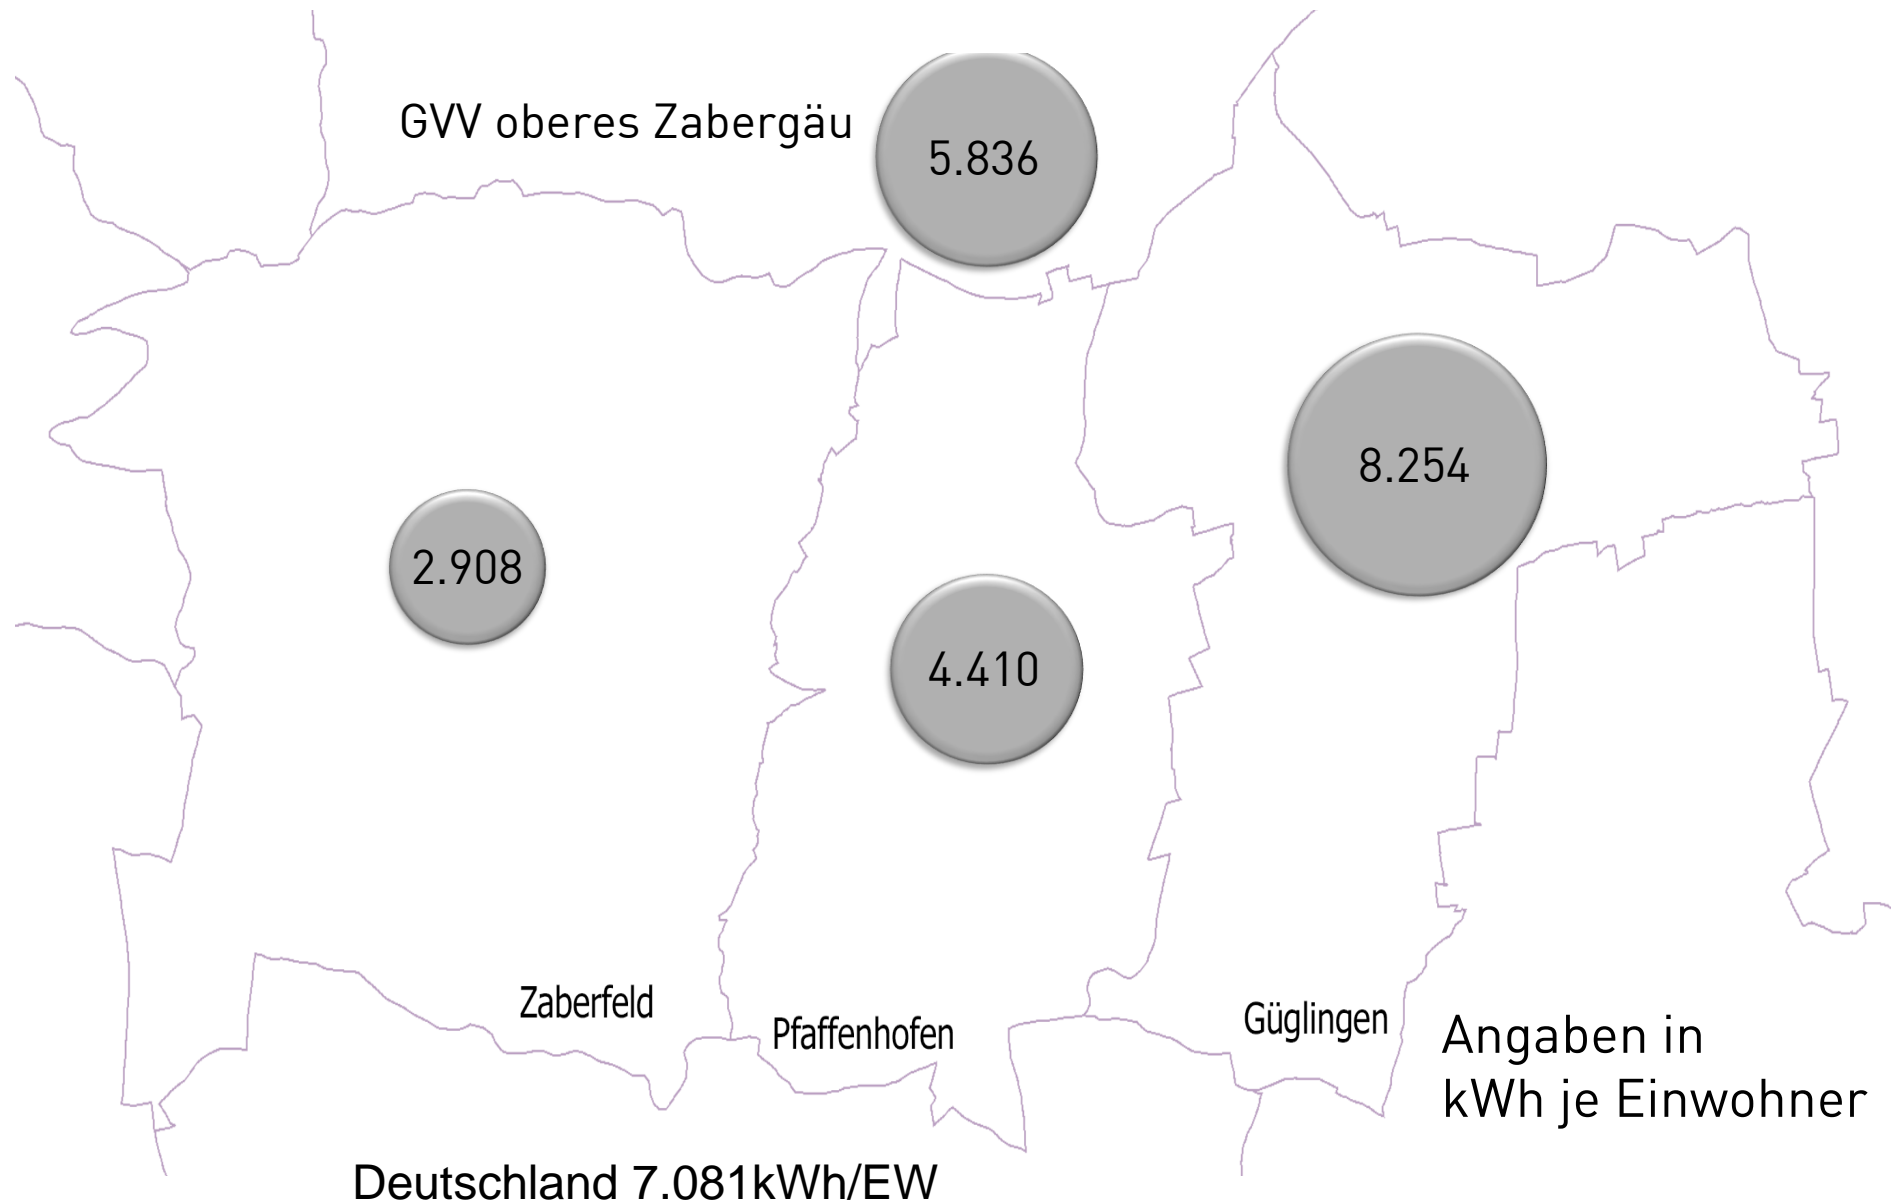 GVV oberes Zabergäu
5.836
8.254
2.908
4.410
Zaberfeld
Pfaffenhofen
Güglingen
Angaben in
kWh je Einwohner
Deutschland 7.081kWh/EW